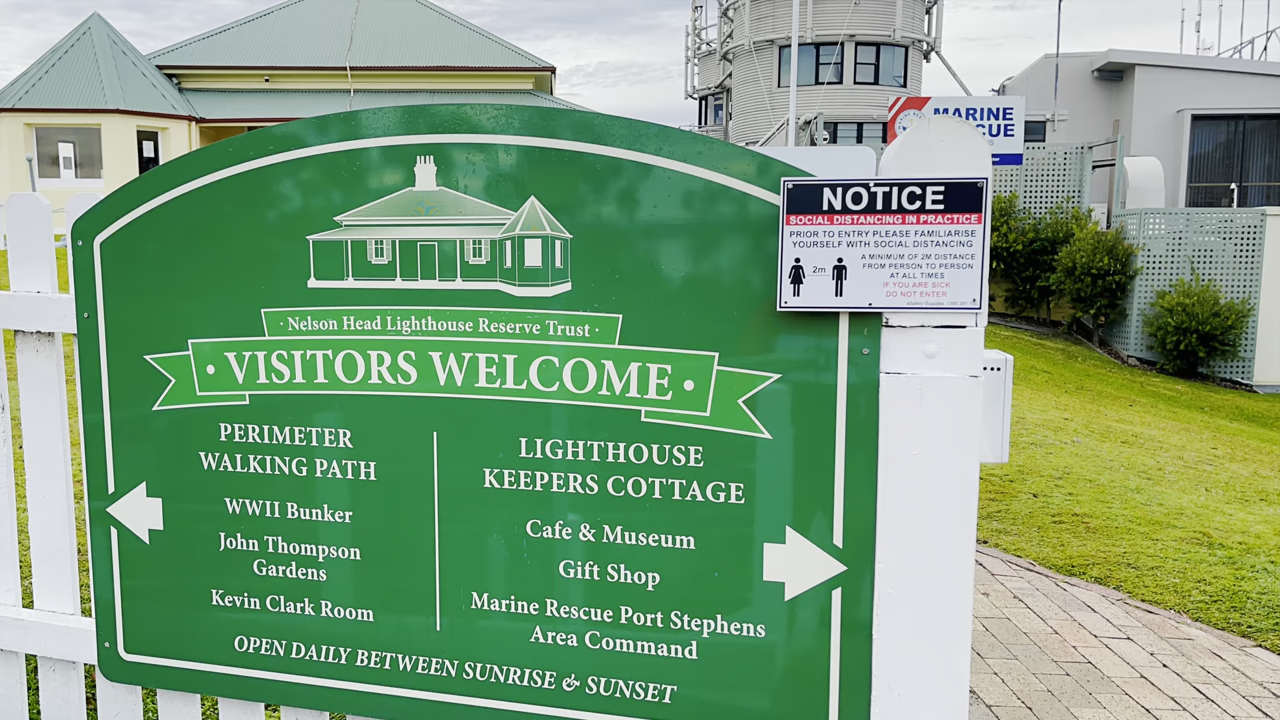 MARINE
CUE
NOTICE
SOCIAL DISTANCING IN PRACTICE
PRIOR TO ENTRY PLEASE FAMILIARISE
YOURSELF WITH SOCIAL DISTANCING
2m
A MINIMUM OF 2M DISTANCE
FROM PERSON TO PERSON
AT ALL TIMES
IF YOU ARE SICK
DO NOT ENTER
· Nelson Head Lighthouse Reserve Trust ·
· VISITORS WELCOME ·
PERIMETER
WALKING PATH
WWII Bunker
John Thompson
Gardens
Kevin Clark Room
LIGHTHOUSE
KEEPERS COTTAGE
Cafe & Museum
Gift Shop
Marine Rescue Port Stephens
Area Command
OPEN DAILY BETWEEN SUNRISE & SUNSET